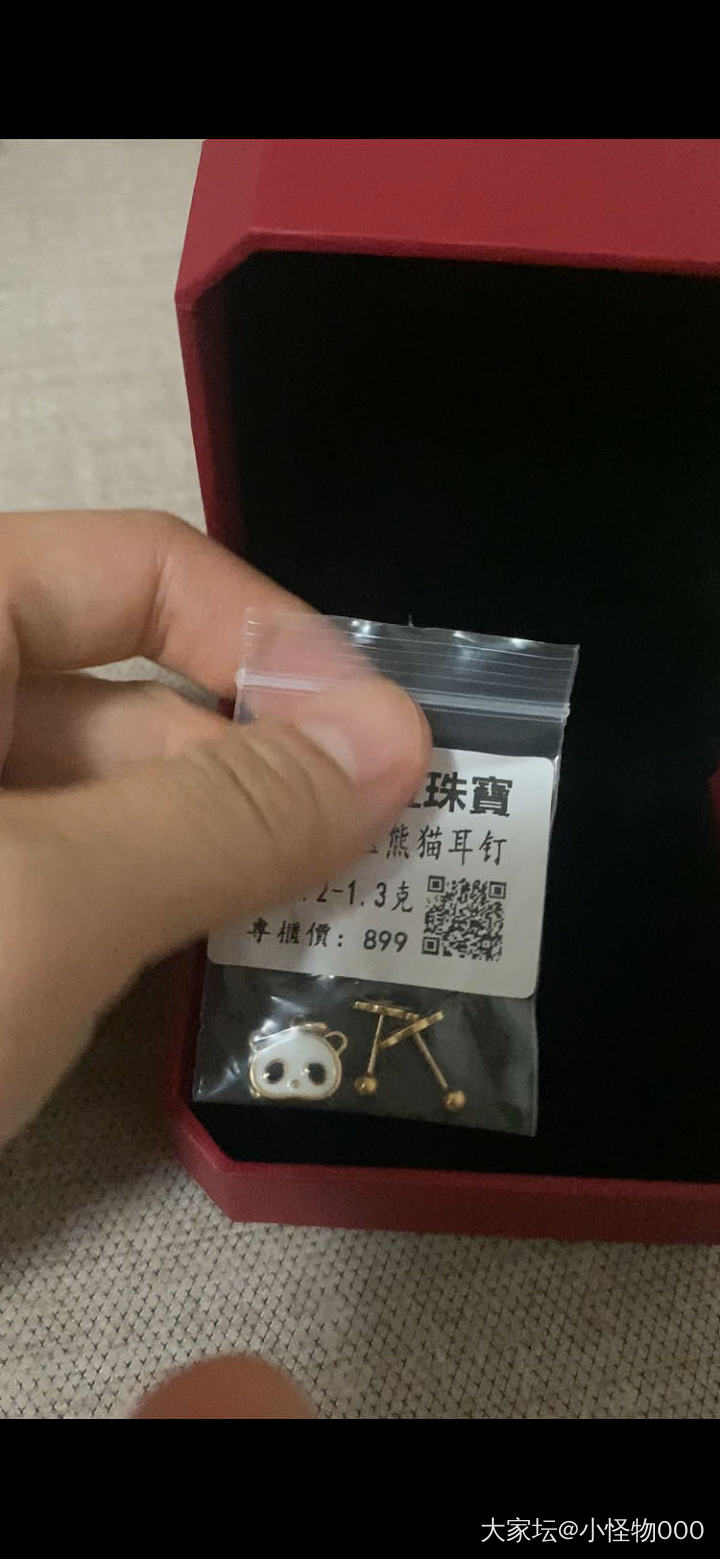 珠寶
熊猫耳钉
2-1.3克
專櫃價：899
大家坛@小怪物000